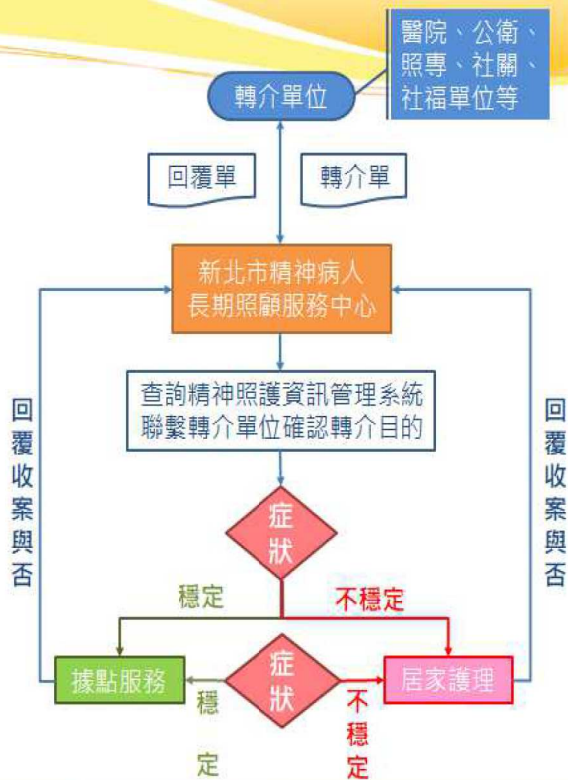 醫院、公衛、
照專、社關、
社福單位等
轉介單位
回覆單
轉介單
新北市精神病人
長期照顧服務中心
查詢精神照護資訊管理系統
聯繫轉介單位確認轉介目的
回覆收案與否
回覆收案與否
症
狀
穩定
不穩定
據點服務
症
狀
居家護理
穩定
不穩定